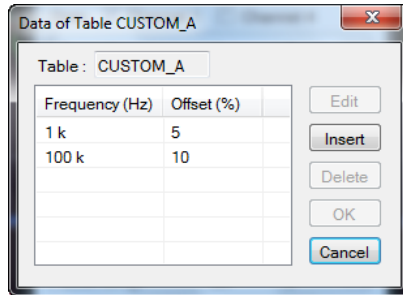 Data of Table CUSTOM_A
Table : CUSTOM_A
Frequency (Hz) Offset (%)
1 k 5
100 k 10
Edit
Insert
Delete
OK
Cancel